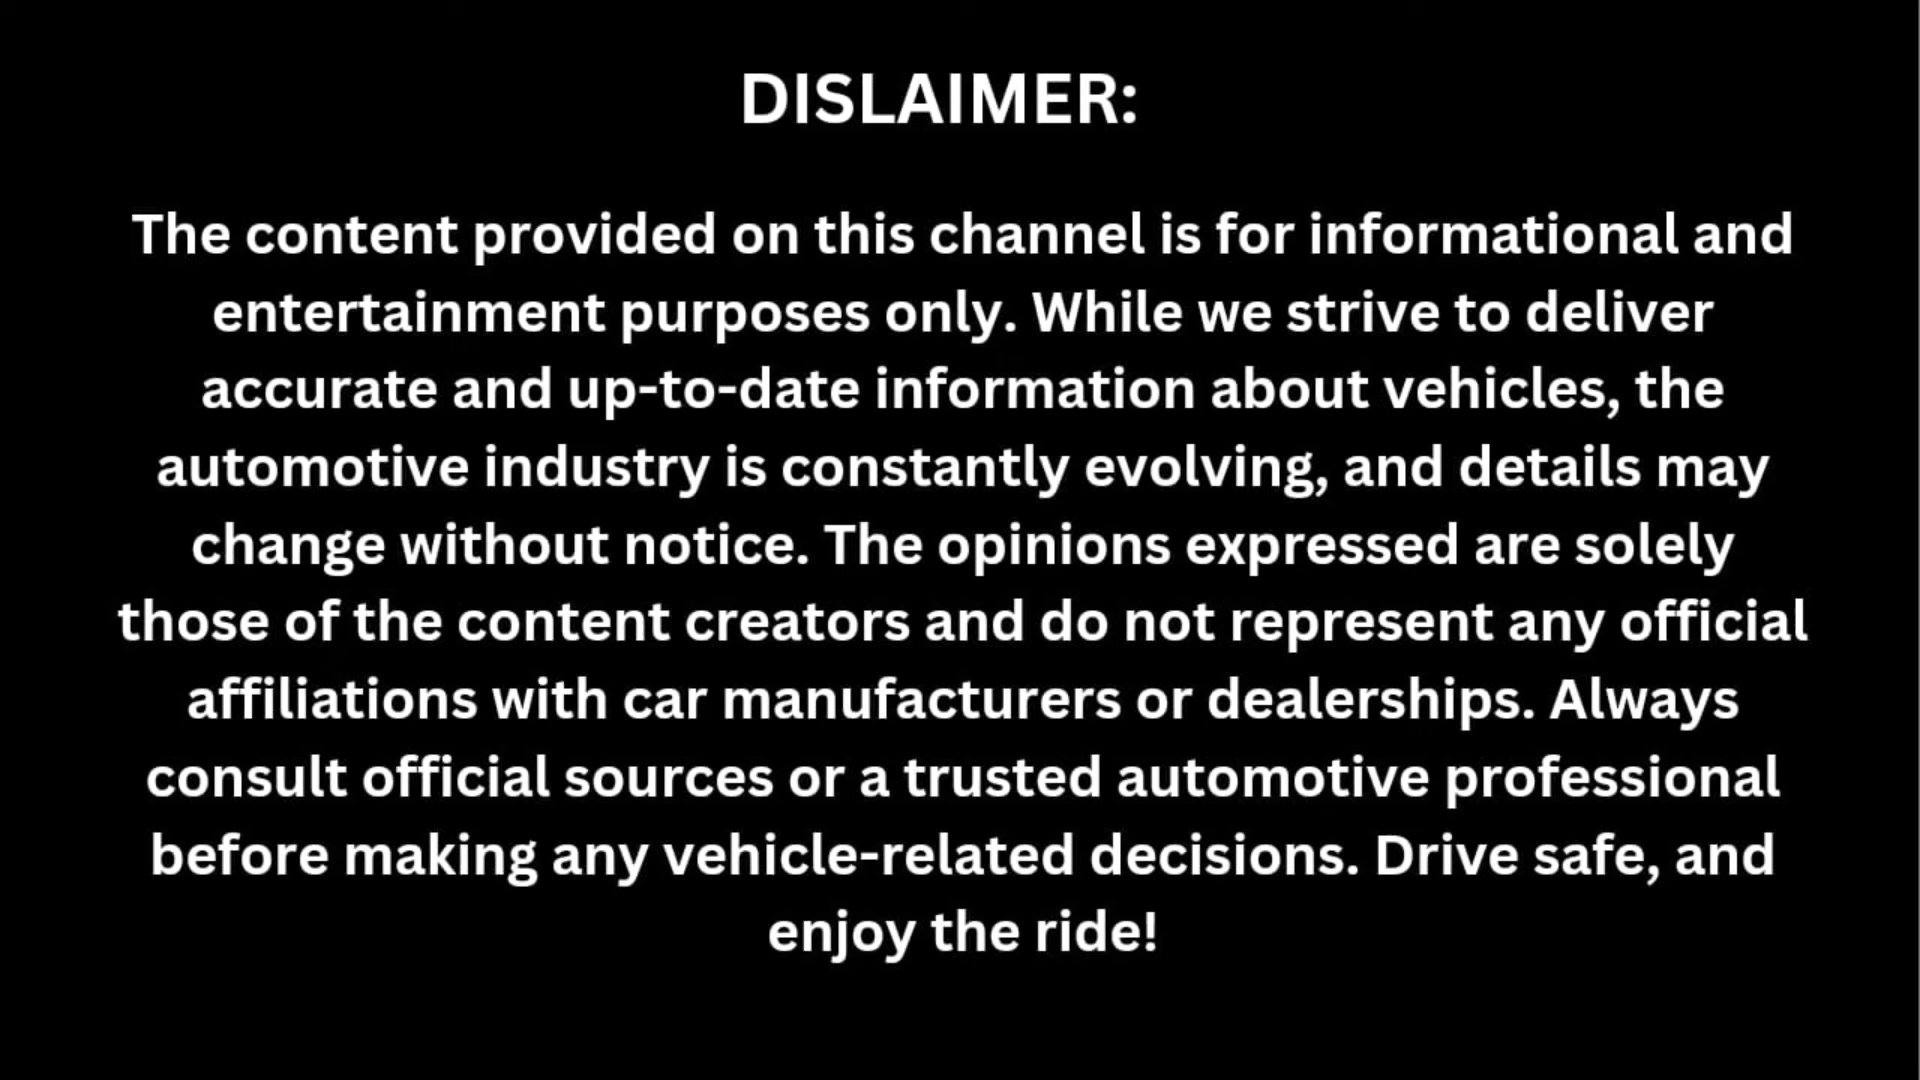 DISLAIMER:
The content provided on this channel is for informational and
entertainment purposes only. While we strive to deliver
accurate and up-to-date information about vehicles, the
automotive industry is constantly evolving, and details may
change without notice. The opinions expressed are solely
those of the content creators and do not represent any official
affiliations with car manufacturers or dealerships. Always
consult official sources or a trusted automotive professional
before making any vehicle-related decisions. Drive safe, and
enjoy the ride!